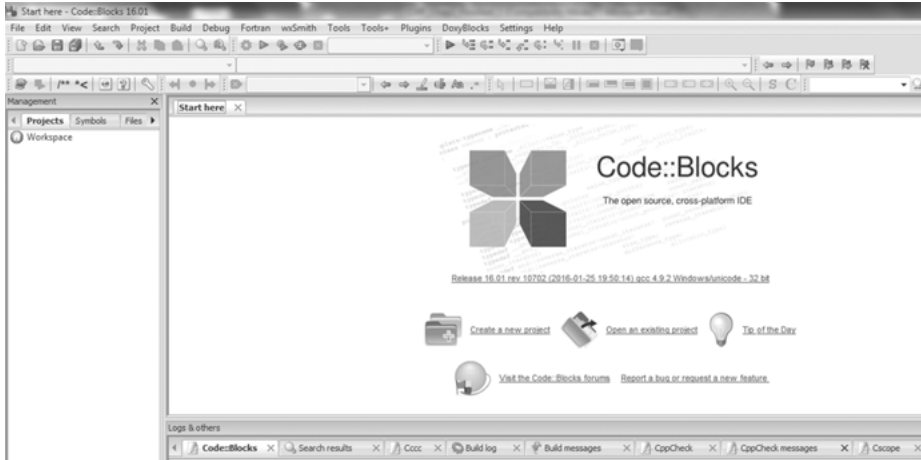 Start here - Code::Blocks 16.01
File Edit View Search Project Build Debug Fortran wxSmith Tools Tools+ Plugins DoxyBlocks Settings Help
/** *<
S C
Management X
Start here X
Projects Symbols Files
Workspace
Code::Blocks
The open source, cross-platform IDE
Release 16.01 rev 10702 (2016-01-25 19:50:14) gcc 4.9.2 Windows/unicode - 32 bit
Create a new project Open an existing project Tip of the Day
Visit the Code::Blocks forums Report a bug or request a new feature.
Logs & others
Code::Blocks X Search results X Cccc X Build log X Build messages X CppCheck X CppCheck messages X Cscope X